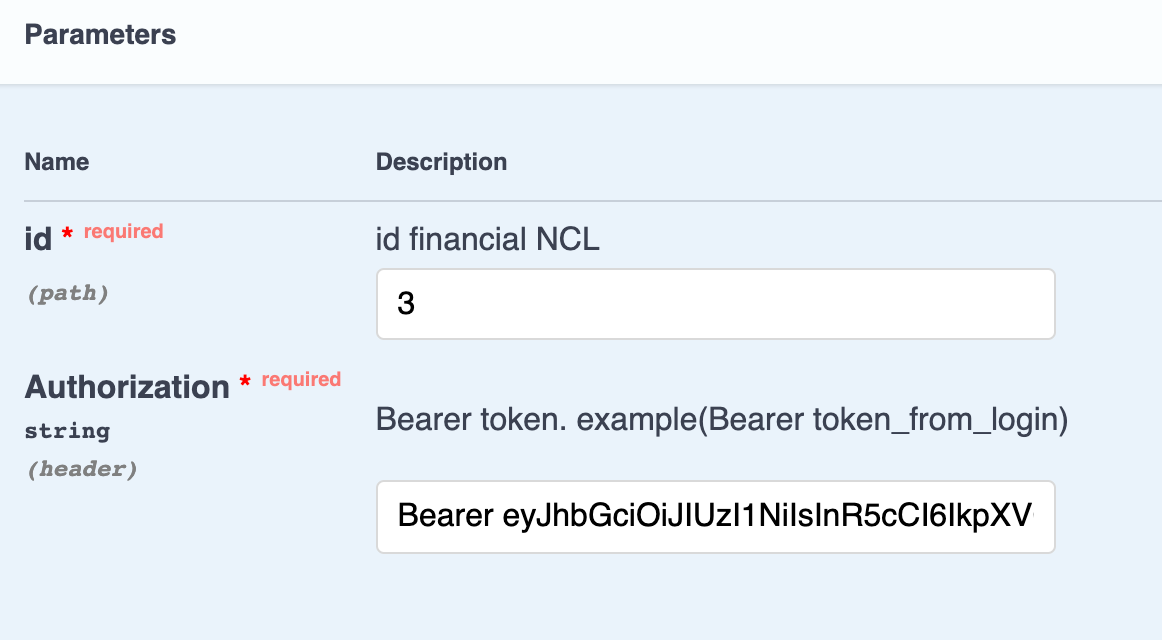 Parameters
Name Description
id * required
id financial NCL
(path)
3
Authorization * required
string
Bearer token. example(Bearer token_from_login)
(header)
Bearer eyJhbGciOiJIUzI1NiIsInR5cCI6IkpXV